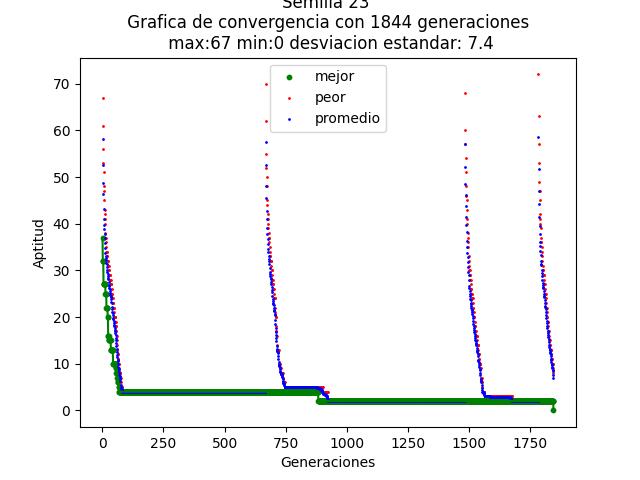 Semilla 23
Grafica de convergencia con 1844 generaciones
max:67 min:0 desviacion estandar: 7.4
mejor
peor
promedio
Aptitud
70
60
50
40
30
20
10
0
0 250 500 750 1000 1250 1500 1750
Generaciones